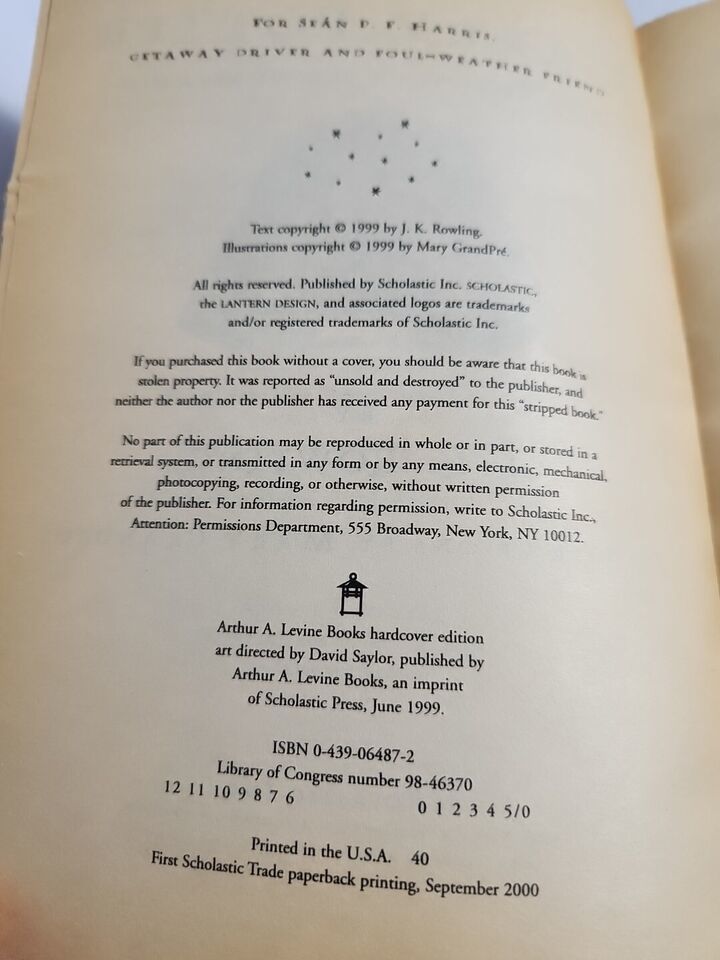 FOR SEÁN P. F. HARRIS,
GETAWAY DRIVER AND FOUL-WEATHER FRIEND
Text copyright © 1999 by J. K. Rowling.
Illustrations copyright © 1999 by Mary GrandPré.
All rights reserved. Published by Scholastic Inc. SCHOLASTIC,
the LANTERN DESIGN, and associated logos are trademarks
and/or registered trademarks of Scholastic Inc.
If you purchased this book without a cover, you should be aware that this book is
stolen property. It was reported as “unsold and destroyed” to the publisher, and
neither the author nor the publisher has received any payment for this “stripped book.”
No part of this publication may be reproduced in whole or in part, or stored in a
retrieval system, or transmitted in any form or by any means, electronic, mechanical,
photocopying, recording, or otherwise, without written permission
of the publisher. For information regarding permission, write to Scholastic Inc.,
Attention: Permissions Department, 555 Broadway, New York, NY 10012.
Arthur A. Levine Books hardcover edition
art directed by David Saylor, published by
Arthur A. Levine Books, an imprint
of Scholastic Press, June 1999.
ISBN 0-439-06487-2
Library of Congress number 98-46370
12 11 10 9 8 7 6 0 1 2 3 4 5/0
Printed in the U.S.A. 40
First Scholastic Trade paperback printing, September 2000